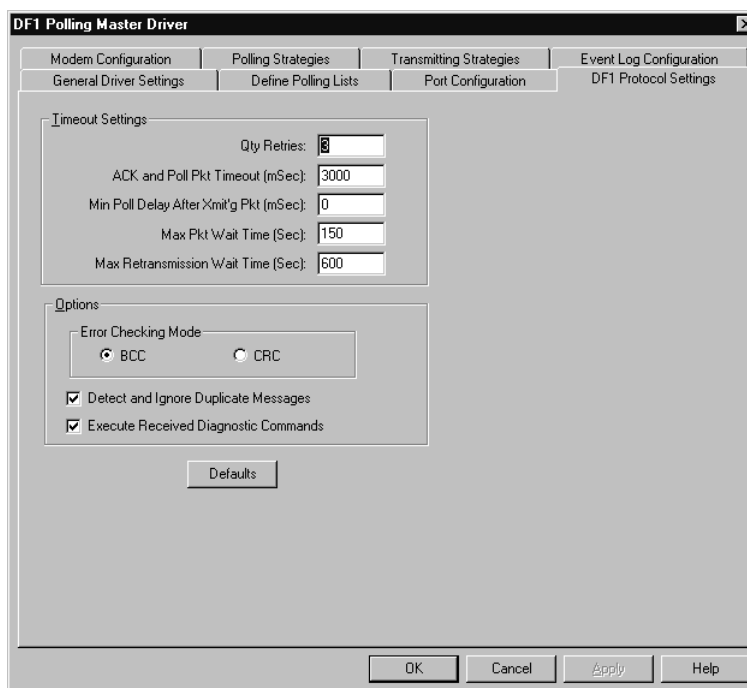 DF1 Polling Master Driver
Modem Configuration
Polling Strategies
Transmitting Strategies
Event Log Configuration
General Driver Settings
Define Polling Lists
Port Configuration
DF1 Protocol Settings
Timeout Settings
Qty Retries: 3
ACK and Poll Pkt Timeout (mSec): 3000
Min Poll Delay After Xmit'g Pkt (mSec): 0
Max Pkt Wait Time (Sec): 150
Max Retransmission Wait Time (Sec): 600
Options
Error Checking Mode
BCC
CRC
Detect and Ignore Duplicate Messages
Execute Received Diagnostic Commands
Defaults
OK
Cancel
Apply
Help